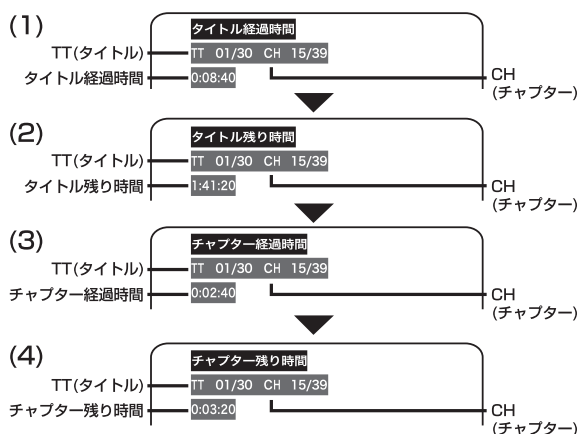 (1)
タイトル経過時間
TT(タイトル) TT 01/30 CH 15/39
タイトル経過時間 0:08:40 CH
(チャプター)
(2)
タイトル残り時間
TT(タイトル) TT 01/30 CH 15/39
タイトル残り時間 1:41:20 CH
(チャプター)
(3)
チャプター経過時間
TT(タイトル) TT 01/30 CH 15/39
チャプター経過時間 0:02:40 CH
(チャプター)
(4)
チャプター残り時間
TT(タイトル) TT 01/30 CH 15/39
チャプター残り時間 0:03:20 CH
(チャプター)